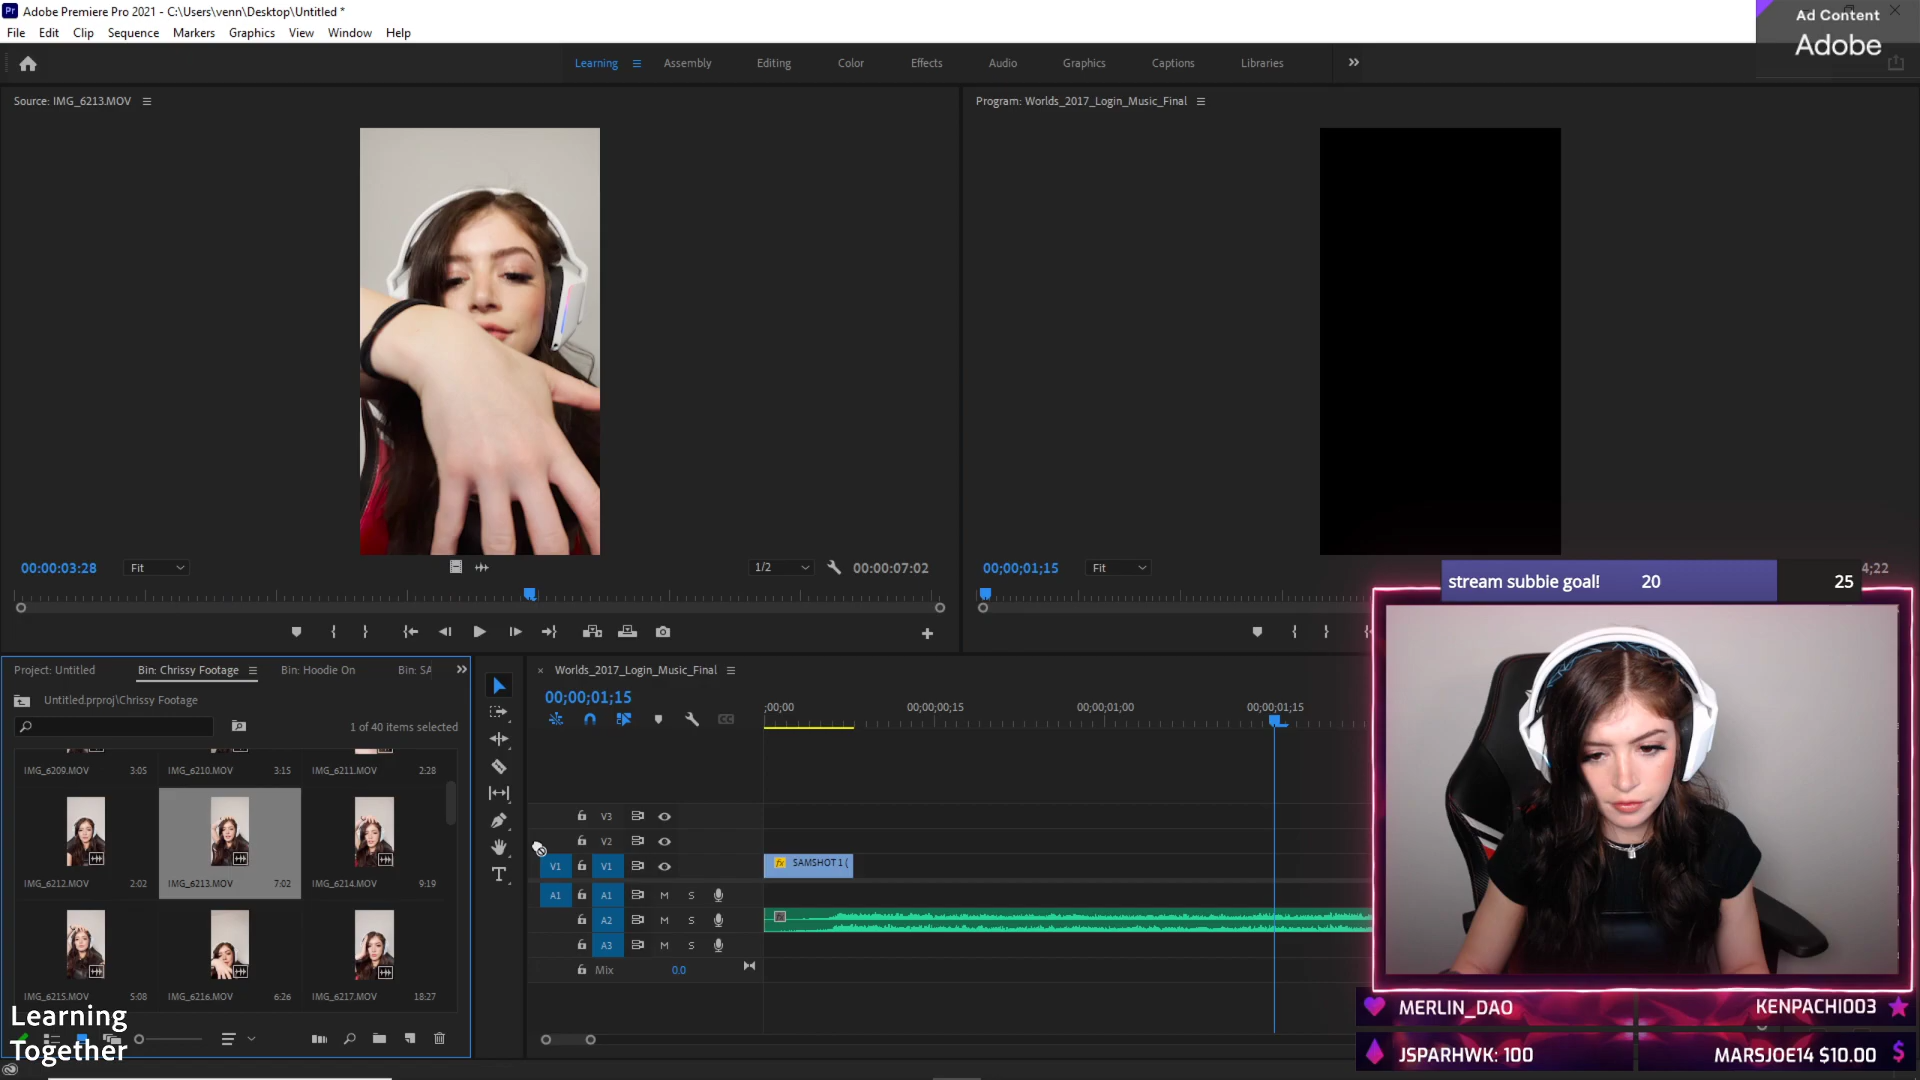 Adobe Premiere Pro 2021 - C:\Users\venn\Desktop\Untitled *
Ad Content
Adobe
File Edit Clip Sequence Markers Graphics View Window Help
Learning Assembly Editing Color Effects Audio Graphics Captions Libraries
Source: IMG_6213.MOV
Program: Worlds_2017_Login_Music_Final
00:00:03:28 Fit 1/2 00:00:07:02
00;00;01;15 Fit 4;22
stream subbie goal! 20 25
Project: Untitled Bin: Chrissy Footage Bin: Hoodie On Bin: SA
Untitled.prproj\Chrissy Footage
1 of 40 items selected
IMG_6209.MOV 3:05 IMG_6210.MOV 3:15 IMG_6211.MOV 2:28
IMG_6212.MOV 2:02 IMG_6213.MOV 7:02 IMG_6214.MOV 9:19
IMG_6215.MOV 5:08 IMG_6216.MOV 6:26 IMG_6217.MOV 18:27
Learning
Together
× Worlds_2017_Login_Music_Final
00;00;01;15
;00;00 00;00;00;15 00;00;01;00 00;00;01;15
V3
V2
V1 V1 SAMSHOT 1 (
A1 A1 M S
A2 M S
A3 M S
Mix 0.0
MERLIN_DAO KENPACHI003
JSPARHWK: 100 MARSJOE14 $10.00 $